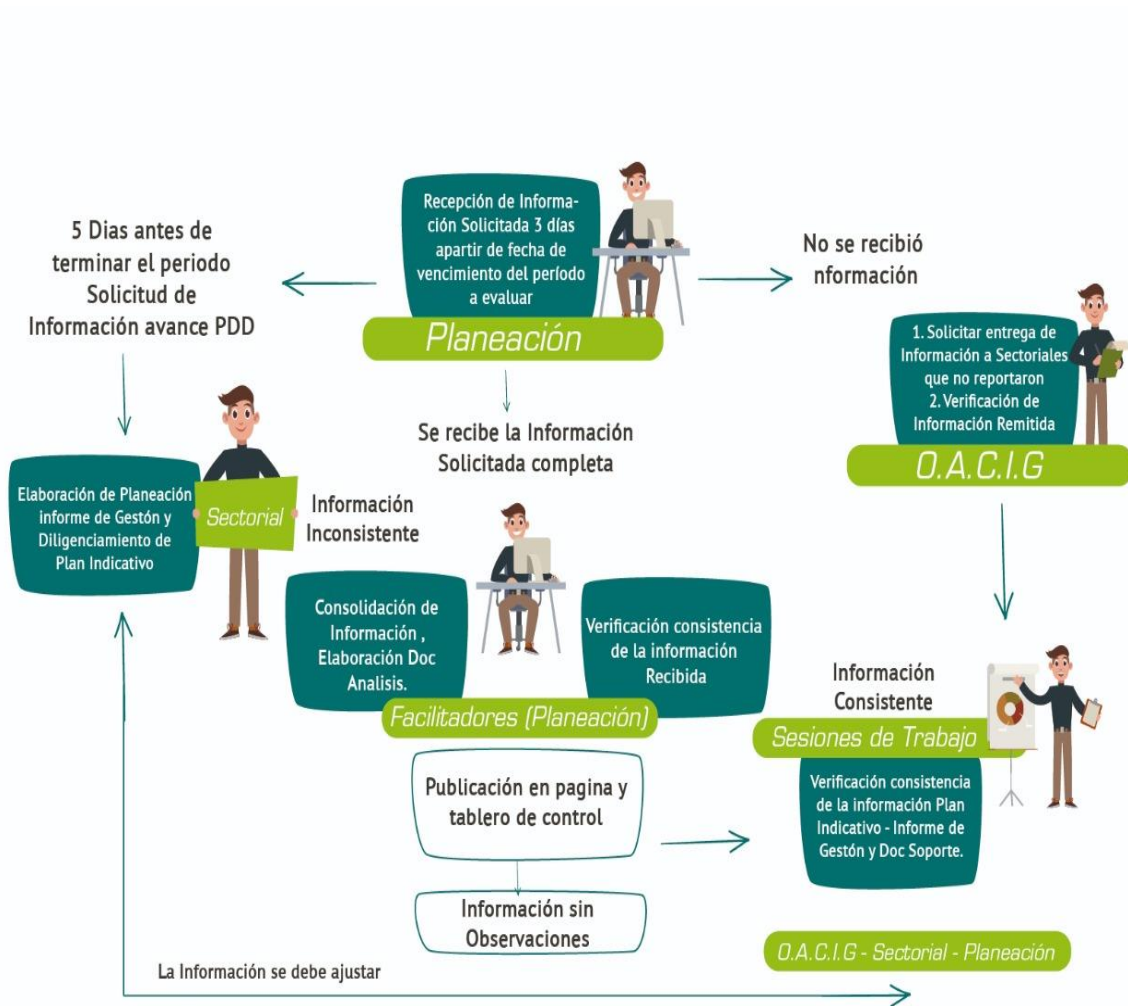 Recepción de Informa-
ción Solicitada 3 días
apartir de fecha de
vencimiento del período
a evaluar
Planeación
5 Dias antes de
terminar el periodo
Solicitud de
Información avance PDD
No se recibió
nformación
1. Solicitar entrega de
Información a Sectoriales
que no reportaron
2. Verificación de
Información Remitida
O.A.C.I.G
Se recibe la Información
Solicitada completa
Elaboración de Planeación
informe de Gestón y
Diligenciamiento de
Plan Indicativo
Sectorial
Información
Inconsistente
Consolidación de
Información ,
Elaboración Doc
Analisis.
Verificación consistencia
de la información
Recibida
Facilitadores (Planeación)
Información
Consistente
Sesiones de Trabajo
Verificación consistencia
de la información Plan
Indicativo - Informe de
Gestón y Doc Soporte.
Publicación en pagina y
tablero de control
Información sin
Observaciones
O.A.C.I.G - Sectorial - Planeación
La Información se debe ajustar